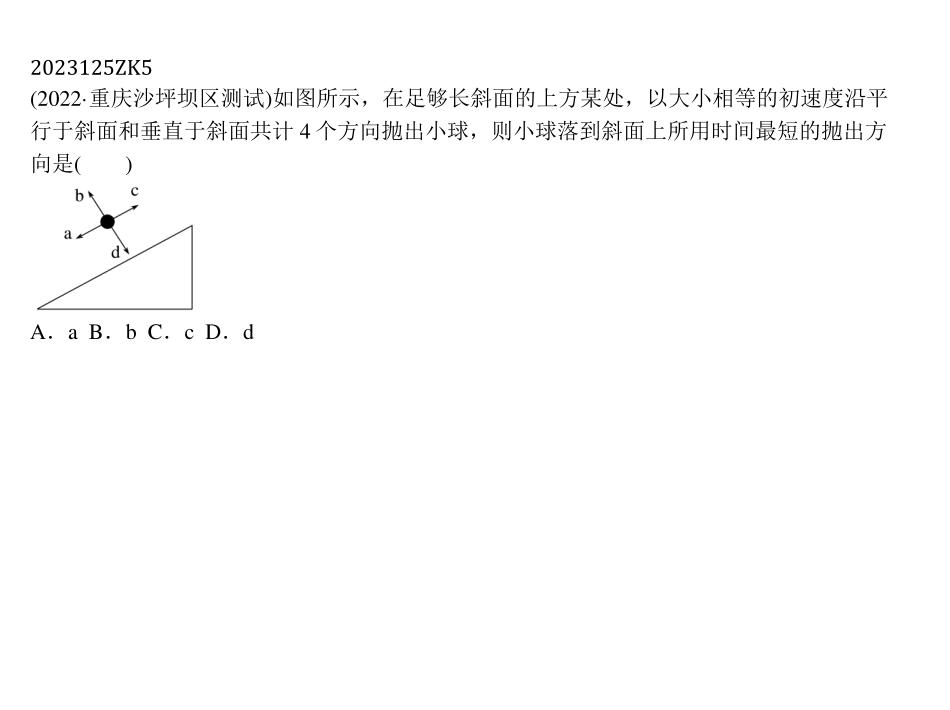 2023125ZK5
(2022·重庆沙坪坝区测试)如图所示，在足够长斜面的上方某处，以大小相等的初速度沿平
行于斜面和垂直于斜面共计 4 个方向抛出小球，则小球落到斜面上所用时间最短的抛出方
向是(　　)
b
c
a
d
A．a B．b C．c D．d